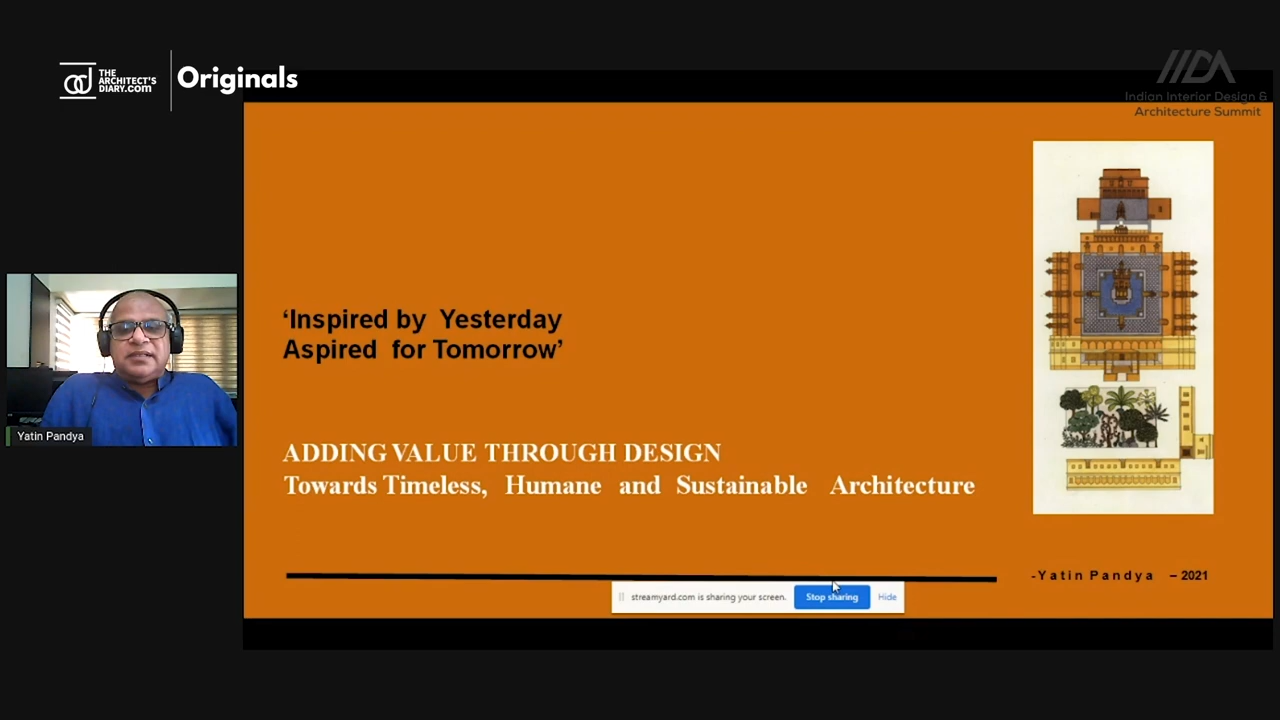 THE
ARCHITECT'S
DIARY.com
Originals
IIDA
Indian Interior Design &
Architecture Summit
‘Inspired by Yesterday
Aspired for Tomorrow’
ADDING VALUE THROUGH DESIGN
Towards Timeless, Humane and Sustainable Architecture
-Yatin Pandya – 2021
streamyard.com is sharing your screen. Stop sharing Hide
Yatin Pandya